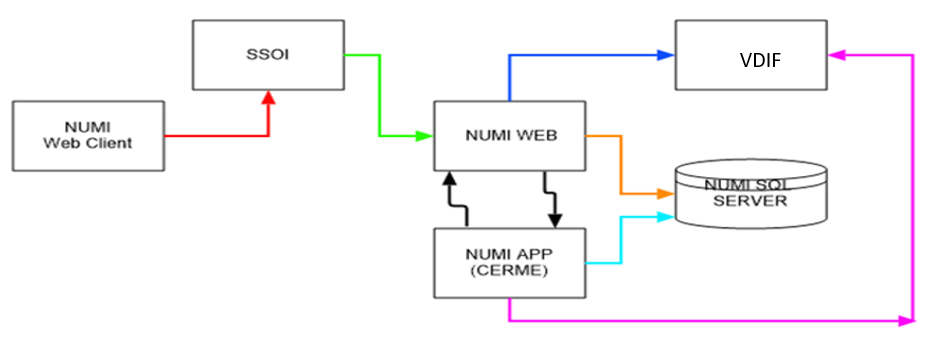 SSOI
VDIF
NUMI
Web Client
NUMI WEB
NUMI SQL
SERVER
NUMI APP
(CERME)